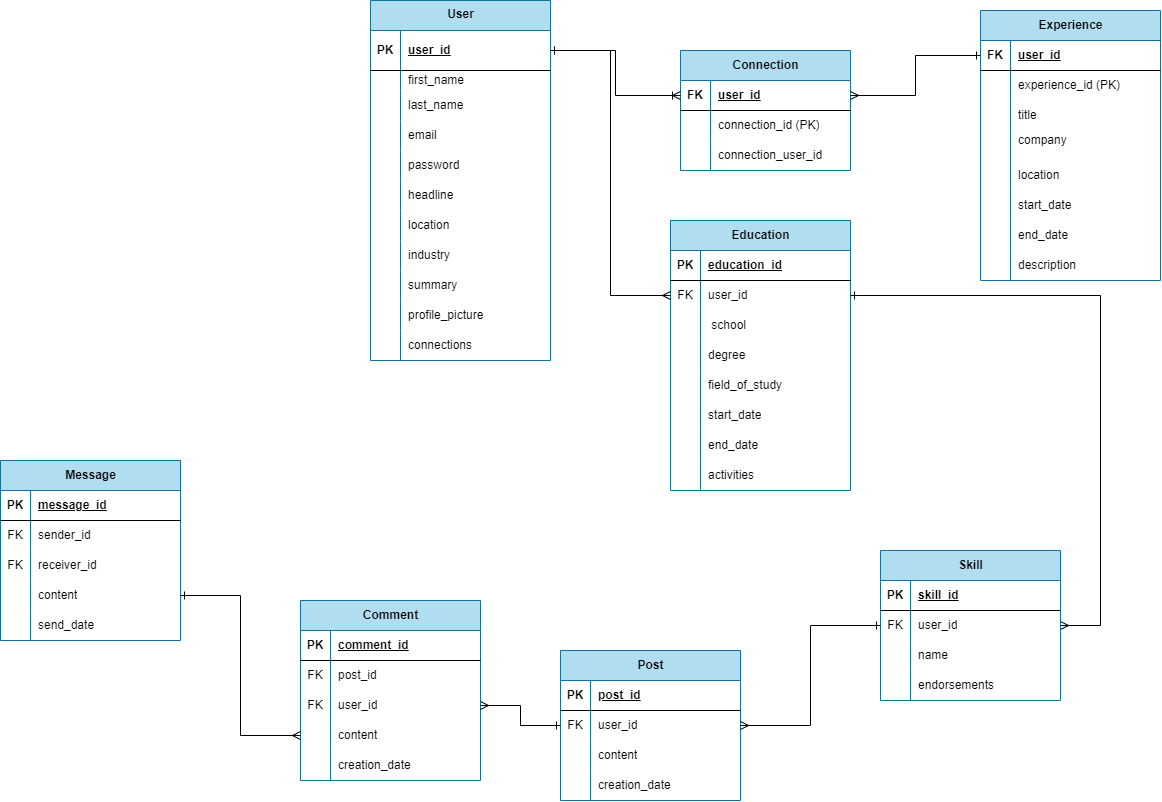 User
PK user_id
first_name
last_name
email
password
headline
location
industry
summary
profile_picture
connections
Connection
FK user_id
connection_id (PK)
connection_user_id
Experience
FK user_id
experience_id (PK)
title
company
location
start_date
end_date
description
Education
PK education_id
FK user_id
school
degree
field_of_study
start_date
end_date
activities
Message
PK message_id
FK sender_id
FK receiver_id
content
send_date
Comment
PK comment_id
FK post_id
FK user_id
content
creation_date
Post
PK post_id
FK user_id
content
creation_date
Skill
PK skill_id
FK user_id
name
endorsements